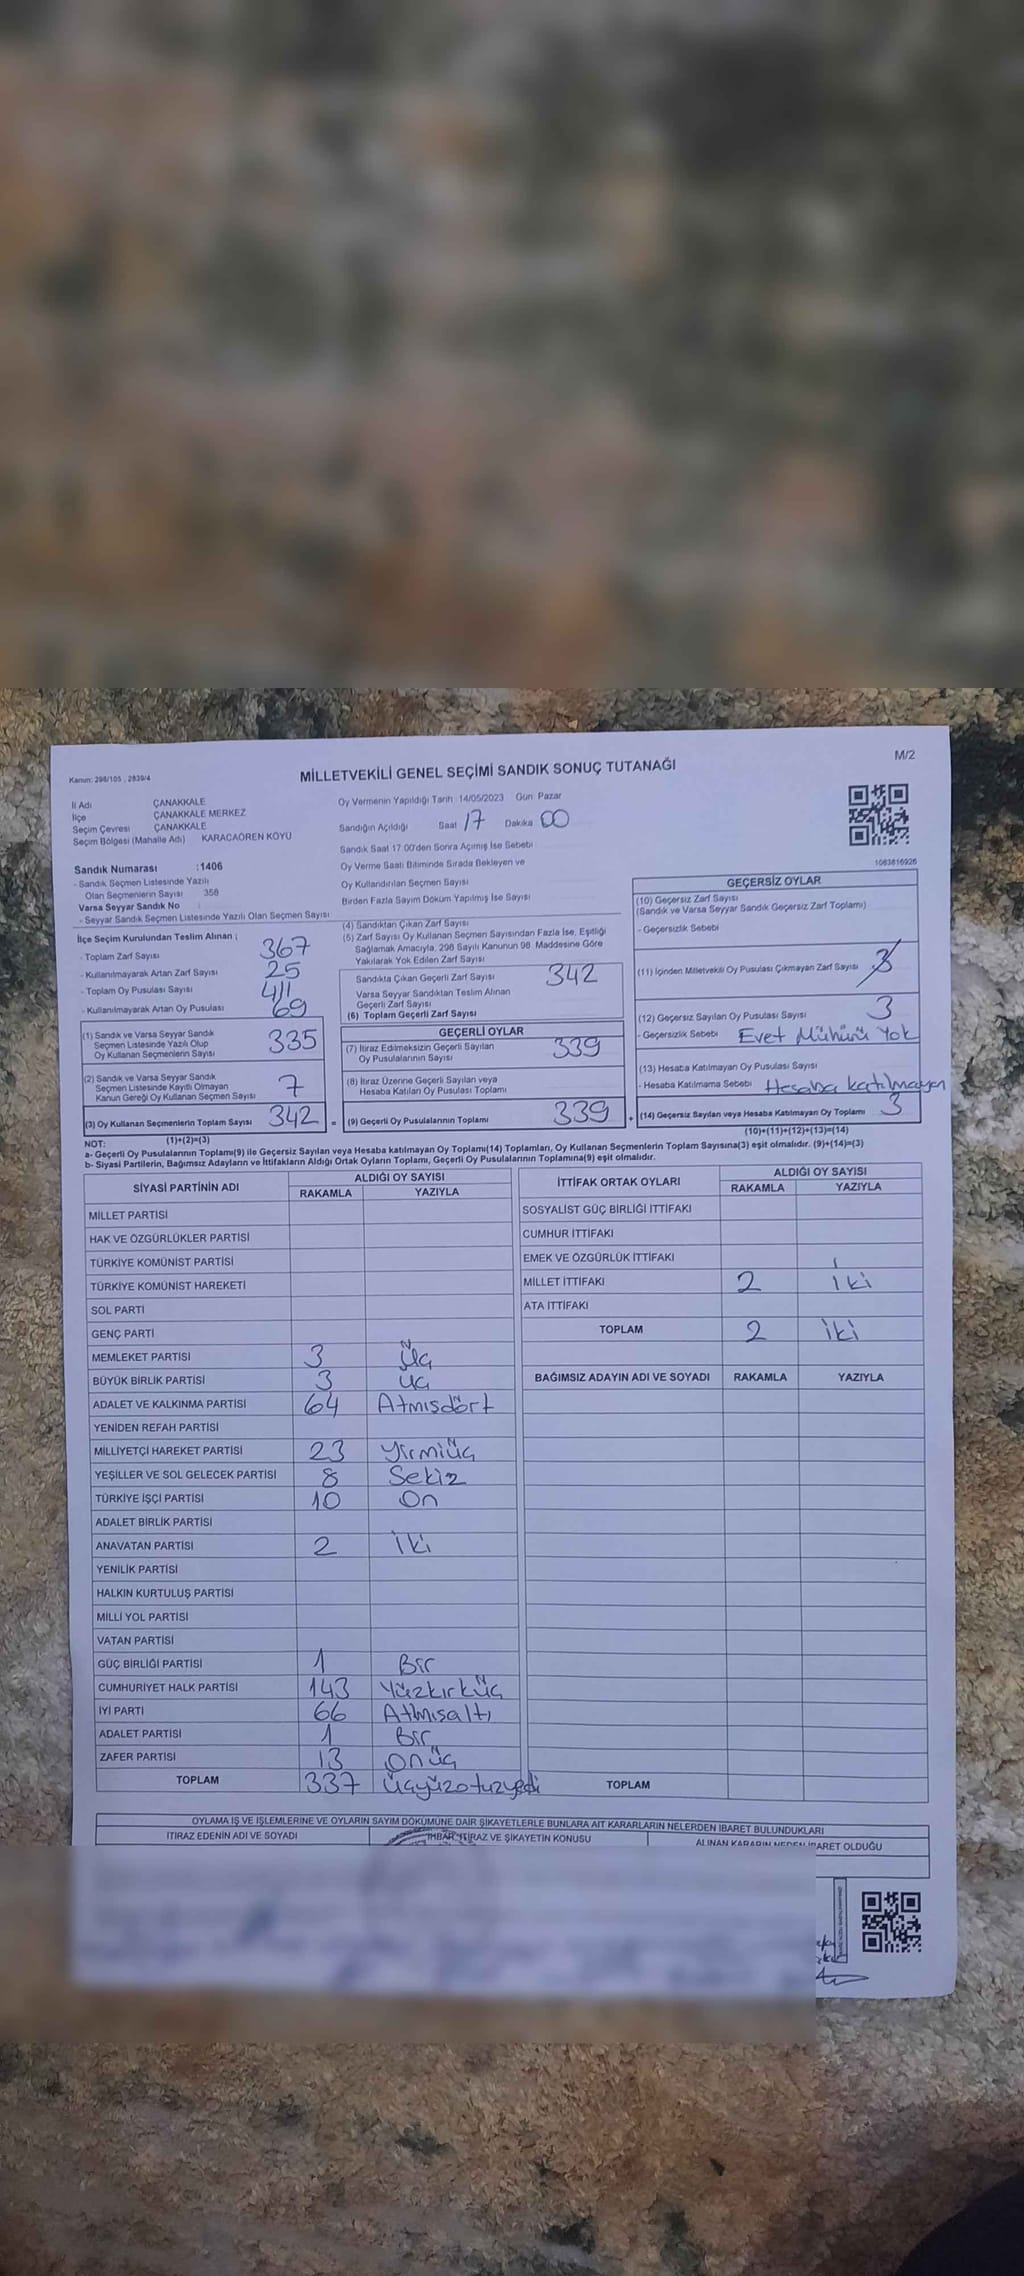 Kanun: 298/105 , 2839/4
M/2
MİLLETVEKİLİ GENEL SEÇİMİ SANDIK SONUÇ TUTANAĞI
İl Adı ÇANAKKALE
İlçe ÇANAKKALE MERKEZ
Seçim Çevresi ÇANAKKALE
Seçim Bölgesi (Mahalle Adı) KARACAÖREN KÖYÜ
Oy Vermenin Yapıldığı Tarih 14/05/2023 Gün Pazar
Sandığın Açıldığı Saat 17 Dakika 00
Sandık Saat 17.00'den Sonra Açılmış İse Sebebi
Oy Verme Saati Bitiminde Sırada Bekleyen ve
Oy Kullandırılan Seçmen Sayısı
Birden Fazla Sayım Döküm Yapılmış İse Sayısı
1063816926
Sandık Numarası :1406
- Sandık Seçmen Listesinde Yazılı
Olan Seçmenlerin Sayısı 358
Varsa Seyyar Sandık No
- Seyyar Sandık Seçmen Listesinde Yazılı Olan Seçmen Sayısı
İlçe Seçim Kurulundan Teslim Alınan ;
- Toplam Zarf Sayısı 367
- Kullanılmayarak Artan Zarf Sayısı 25
- Toplam Oy Pusulası Sayısı 411
- Kullanılmayarak Artan Oy Pusulası 69
(1) Sandık ve Varsa Seyyar Sandık
Seçmen Listesinde Yazılı Olup
Oy Kullanan Seçmenlerin Sayısı 335
(2) Sandık ve Varsa Seyyar Sandık
Seçmen Listesinde Kayıtlı Olmayan
Kanun Gereği Oy Kullanan Seçmen Sayısı 7
(3) Oy Kullanan Seçmenlerin Toplam Sayısı 342 =
(1)+(2)=(3)
(4) Sandıktan Çıkan Zarf Sayısı
(5) Zarf Sayısı Oy Kullanan Seçmen Sayısından Fazla İse, Eşitliği
Sağlamak Amacıyla, 298 Sayılı Kanunun 98. Maddesine Göre
Yakılarak Yok Edilen Zarf Sayısı
Sandıkta Çıkan Geçerli Zarf Sayısı 342
Varsa Seyyar Sandıktan Teslim Alınan
Geçerli Zarf Sayısı
(6) Toplam Geçerli Zarf Sayısı
GEÇERLİ OYLAR
(7) İtiraz Edilmeksizin Geçerli Sayılan
Oy Pusulalarının Sayısı 339
(8) İtiraz Üzerine Geçerli Sayılan veya
Hesaba Katılan Oy Pusulaları Toplamı
(9) Geçerli Oy Pusulalarının Toplamı 339 +
GEÇERSİZ OYLAR
(10) Geçersiz Zarf Sayısı
(Sandık ve Varsa Seyyar Sandık Geçersiz Zarf Toplamı)
- Geçersizlik Sebebi
(11) İçinden Milletvekili Oy Pusulası Çıkmayan Zarf Sayısı 3
(12) Geçersiz Sayılan Oy Pusulası Sayısı 3
- Geçersizlik Sebebi Evet Mühürü Yok
(13) Hesaba Katılmayan Oy Pusulası Sayısı
- Hesaba Katılmama Sebebi Hesaba katılmayan
(14) Geçersiz Sayılan veya Hesaba Katılmayan Oy Toplamı 3
(10)+(11)+(12)+(13)=(14)
NOT:
a- Geçerli Oy Pusulalarının Toplamı(9) ile Geçersiz Sayılan veya Hesaba katılmayan Oy Toplamı(14) Toplamları, Oy Kullanan Seçmenlerin Toplam Sayısına(3) eşit olmalıdır. (9)+(14)=(3)
b- Siyasi Partilerin, Bağımsız Adayların ve İttifakların Aldığı Ortak Oyların Toplamı, Geçerli Oy Pusulalarının Toplamına(9) eşit olmalıdır.
SİYASİ PARTİNİN ADI ALDIĞI OY SAYISI
RAKAMLA YAZIYLA
MİLLET PARTİSİ
HAK VE ÖZGÜRLÜKLER PARTİSİ
TÜRKİYE KOMÜNİST PARTİSİ
TÜRKİYE KOMÜNİST HAREKETİ
SOL PARTİ
GENÇ PARTİ
MEMLEKET PARTİSİ 3 Üç
BÜYÜK BİRLİK PARTİSİ 3 üç
ADALET VE KALKINMA PARTİSİ 64 Atmışdört
YENİDEN REFAH PARTİSİ
MİLLİYETÇİ HAREKET PARTİSİ 23 Yirmiüç
YEŞİLLER VE SOL GELECEK PARTİSİ 8 Sekiz
TÜRKİYE İŞÇİ PARTİSİ 10 On
ADALET BİRLİK PARTİSİ
ANAVATAN PARTİSİ 2 İki
YENİLİK PARTİSİ
HALKIN KURTULUŞ PARTİSİ
MİLLİ YOL PARTİSİ
VATAN PARTİSİ
GÜÇ BİRLİĞİ PARTİSİ 1 Bir
CUMHURİYET HALK PARTİSİ 143 Yüzkırküç
İYİ PARTİ 66 Atmışaltı
ADALET PARTİSİ 1 Bir
ZAFER PARTİSİ 13 onüç
TOPLAM 337 üçyüzotuzyedi
İTTİFAK ORTAK OYLARI ALDIĞI OY SAYISI
RAKAMLA YAZIYLA
SOSYALİST GÜÇ BİRLİĞİ İTTİFAKI
CUMHUR İTTİFAKI
EMEK VE ÖZGÜRLÜK İTTİFAKI
MİLLET İTTİFAKI 2 iki
ATA İTTİFAKI
TOPLAM 2 iki
BAĞIMSIZ ADAYIN ADI VE SOYADI RAKAMLA YAZIYLA
TOPLAM
OYLAMA İŞ VE İŞLEMLERİNE VE OYLARIN SAYIM DÖKÜMÜNE DAİR ŞİKAYETLERLE BUNLARA AİT KARARLARIN NELERDEN İBARET BULUNDUKLARI
İTİRAZ EDENİN ADI VE SOYADI
İHBAR, İTİRAZ VE ŞİKAYETİN KONUSU
ALINAN KARARIN NEDEN İBARET OLDUĞU